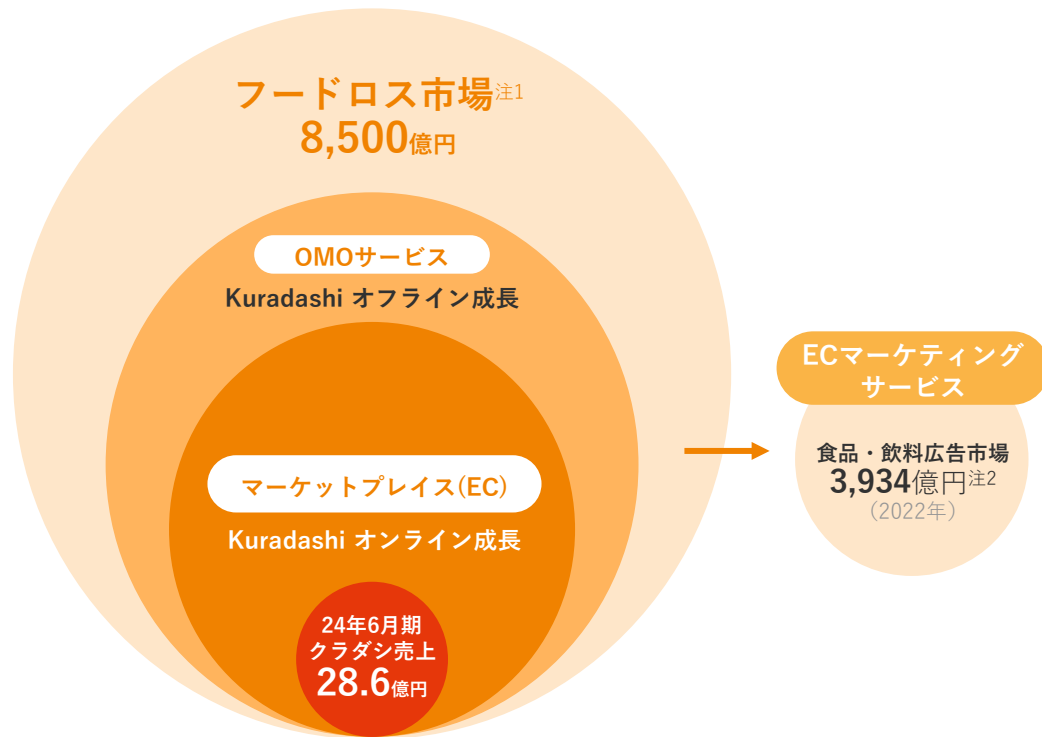 フードロス市場注1
8,500億円
OMOサービス
Kuradashi オフライン成長
マーケットプレイス(EC)
Kuradashi オンライン成長
24年6月期
クラダシ売上
28.6億円
ECマーケティング
サービス
食品・飲料広告市場
3,934億円注2
(2022年)